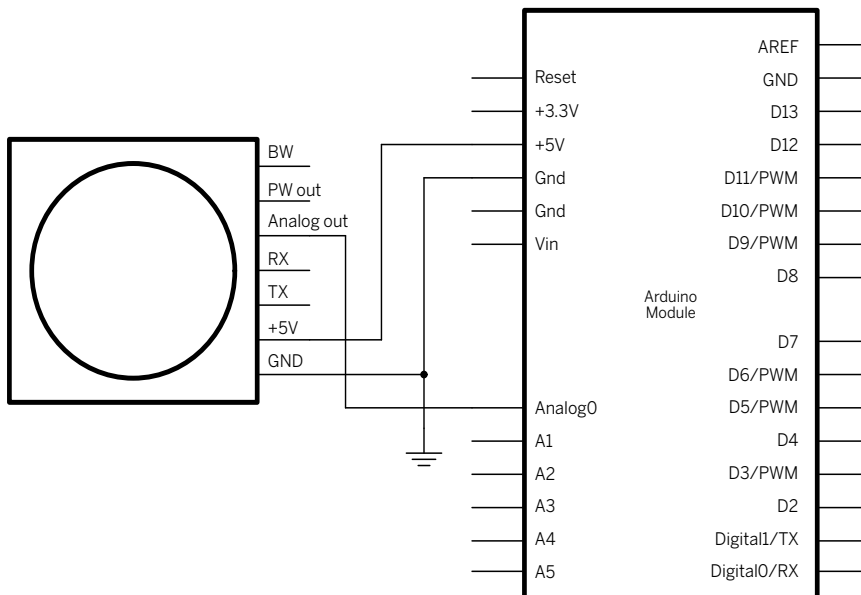 BW
PW out
Analog out
RX
TX
+5V
GND
Reset
+3.3V
+5V
Gnd
Gnd
Vin
Analog0
A1
A2
A3
A4
A5
Arduino
Module
AREF
GND
D13
D12
D11/PWM
D10/PWM
D9/PWM
D8
D7
D6/PWM
D5/PWM
D4
D3/PWM
D2
Digital1/TX
Digital0/RX